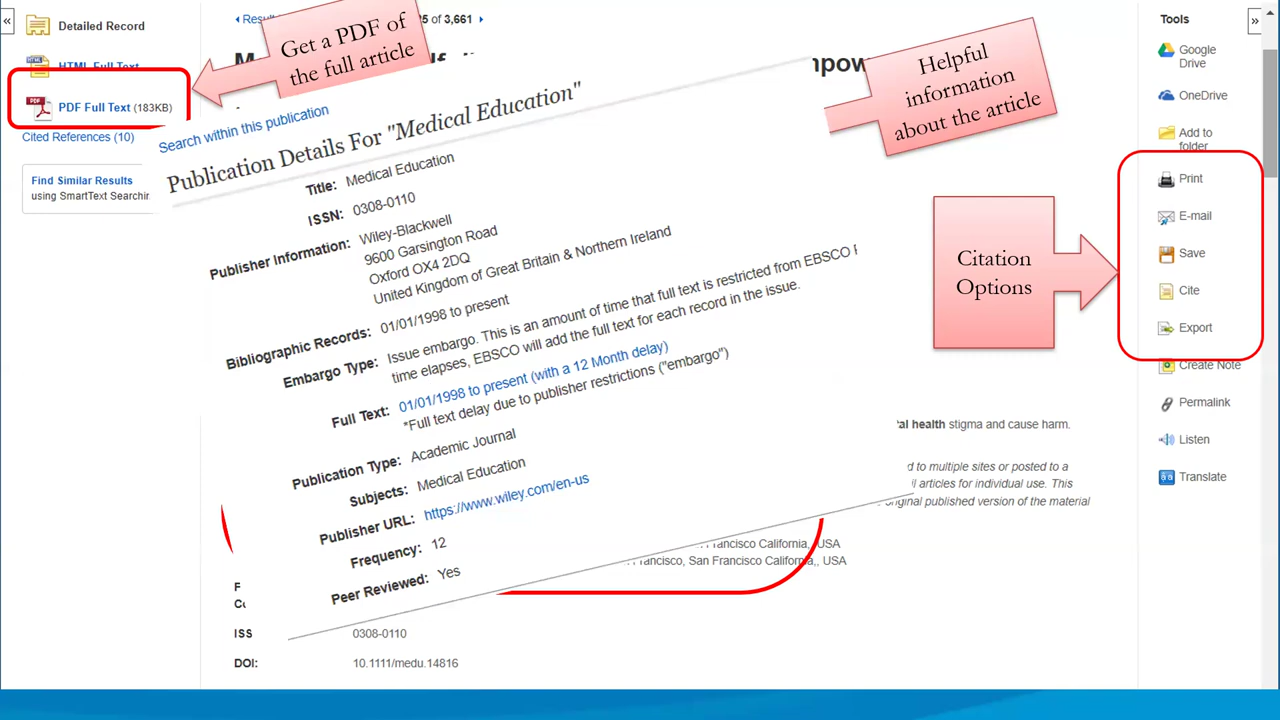 Detailed Record
HTML Full Text
PDF Full Text (183KB)
Cited References (10)
Find Similar Results
using SmartText Searchin
Get a PDF of
the full article
of 3,661
Search within this publication
Publication Details For "Medical Education"
Title: Medical Education
ISSN: 0308-0110
Publisher Information: Wiley-Blackwell
9600 Garsington Road
Oxford OX4 2DQ
United Kingdom of Great Britain & Northern Ireland
Bibliographic Records: 01/01/1998 to present
Embargo Type: Issue embargo. This is an amount of time that full text is restricted from EBSCO
time elapses, EBSCO will add the full text for each record in the issue.
Full Text: 01/01/1998 to present (with a 12 Month delay)
*Full text delay due to publisher restrictions ("embargo")
Publication Type: Academic Journal
Subjects: Medical Education
Publisher URL: https://www.wiley.com/en-us
Frequency: 12
Peer Reviewed: Yes
Helpful
information
about the article
Citation
Options
health stigma and cause harm.
to multiple sites or posted to a
articles for individual use. This
original published version of the material
Francisco California, USA
Francisco, San Francisco California,, USA
ISS 0308-0110
DOI: 10.1111/medu.14816
Tools
Google
Drive
OneDrive
Add to
folder
Print
E-mail
Save
Cite
Export
Create Note
Permalink
Listen
Translate